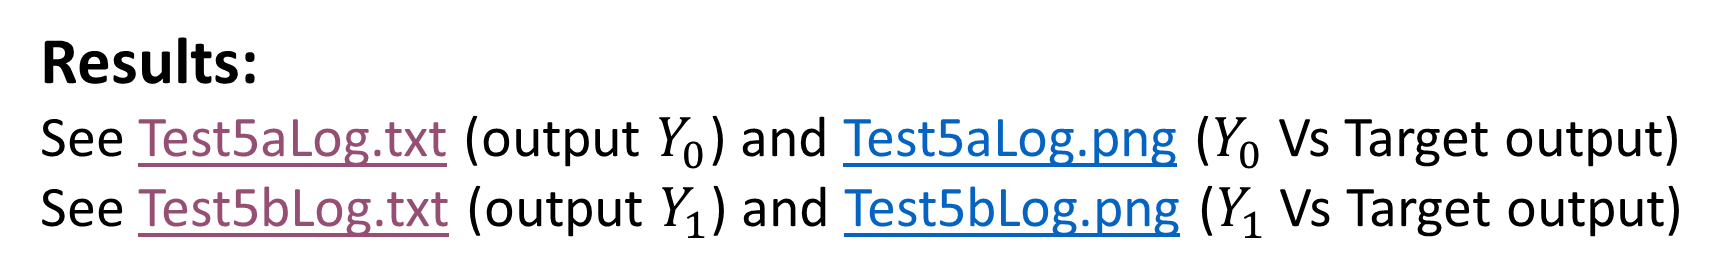 Results:
See Test5aLog.txt (output Y₀) and Test5aLog.png (Y₀ Vs Target output)
See Test5bLog.txt (output Y₁) and Test5bLog.png (Y₁ Vs Target output)